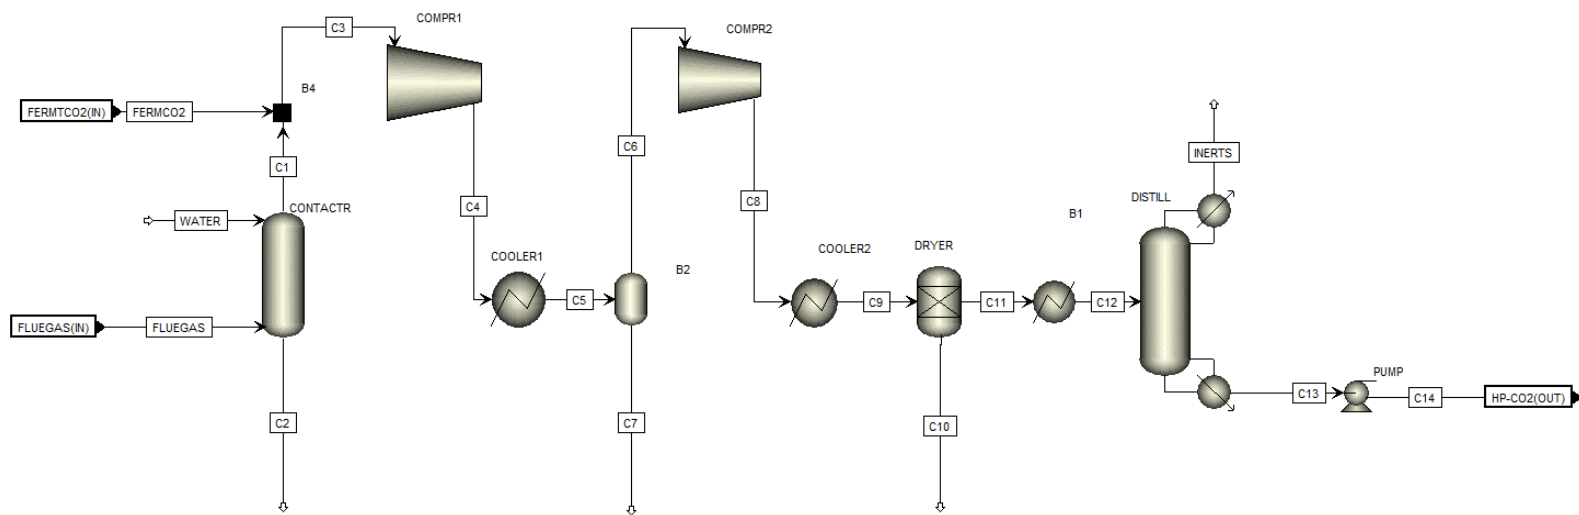 COMPR1
C3
COMPR2
B4
FERMTCO2(IN)
FERMCO2
C6
INERTS
C1
CONTACTR
WATER
C4
C8
B1
DISTILL
COOLER1
B2
COOLER2
DRYER
C5
C9
C11
C12
FLUEGAS(IN)
FLUEGAS
PUMP
C13
C14
HP-CO2(OUT)
C2
C7
C10